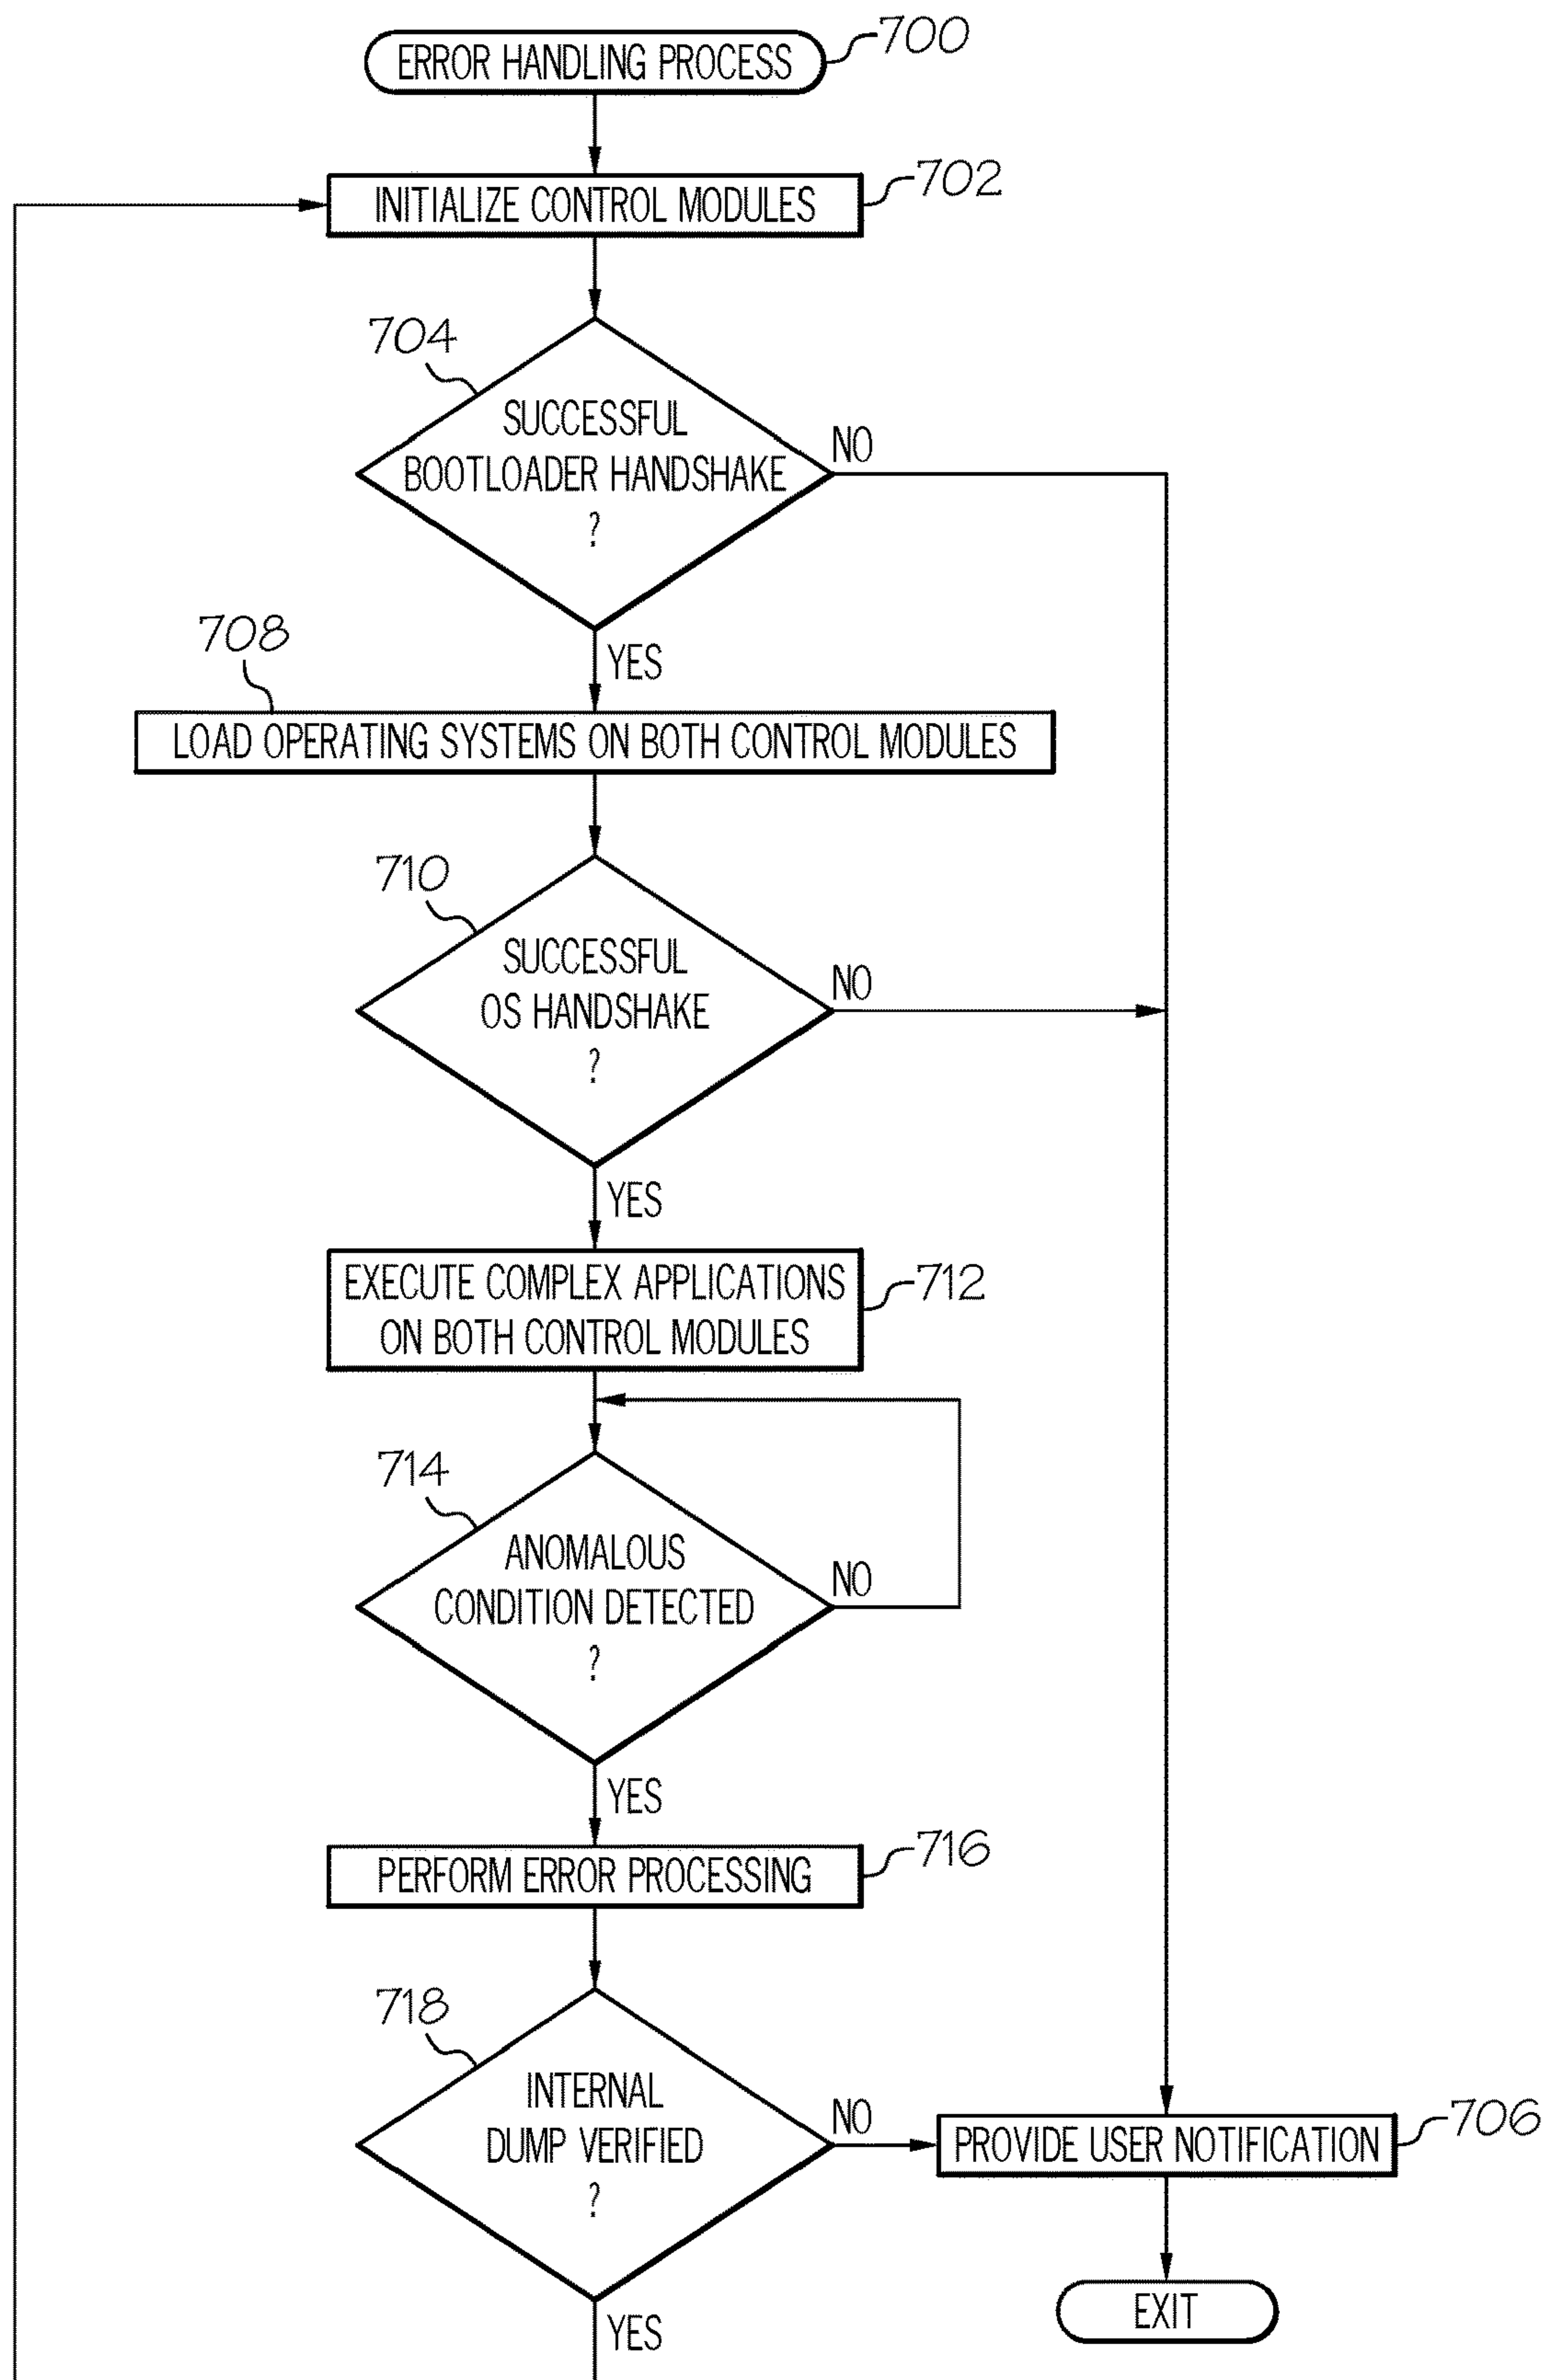 ERROR HANDLING PROCESS
700
INITIALIZE CONTROL MODULES
702
704
SUCCESSFUL
BOOTLOADER HANDSHAKE
?
NO
YES
708
LOAD OPERATING SYSTEMS ON BOTH CONTROL MODULES
710
SUCCESSFUL
OS HANDSHAKE
?
NO
YES
EXECUTE COMPLEX APPLICATIONS
ON BOTH CONTROL MODULES
712
714
ANOMALOUS
CONDITION DETECTED
?
NO
YES
PERFORM ERROR PROCESSING
716
718
INTERNAL
DUMP VERIFIED
?
NO
PROVIDE USER NOTIFICATION
706
YES
EXIT